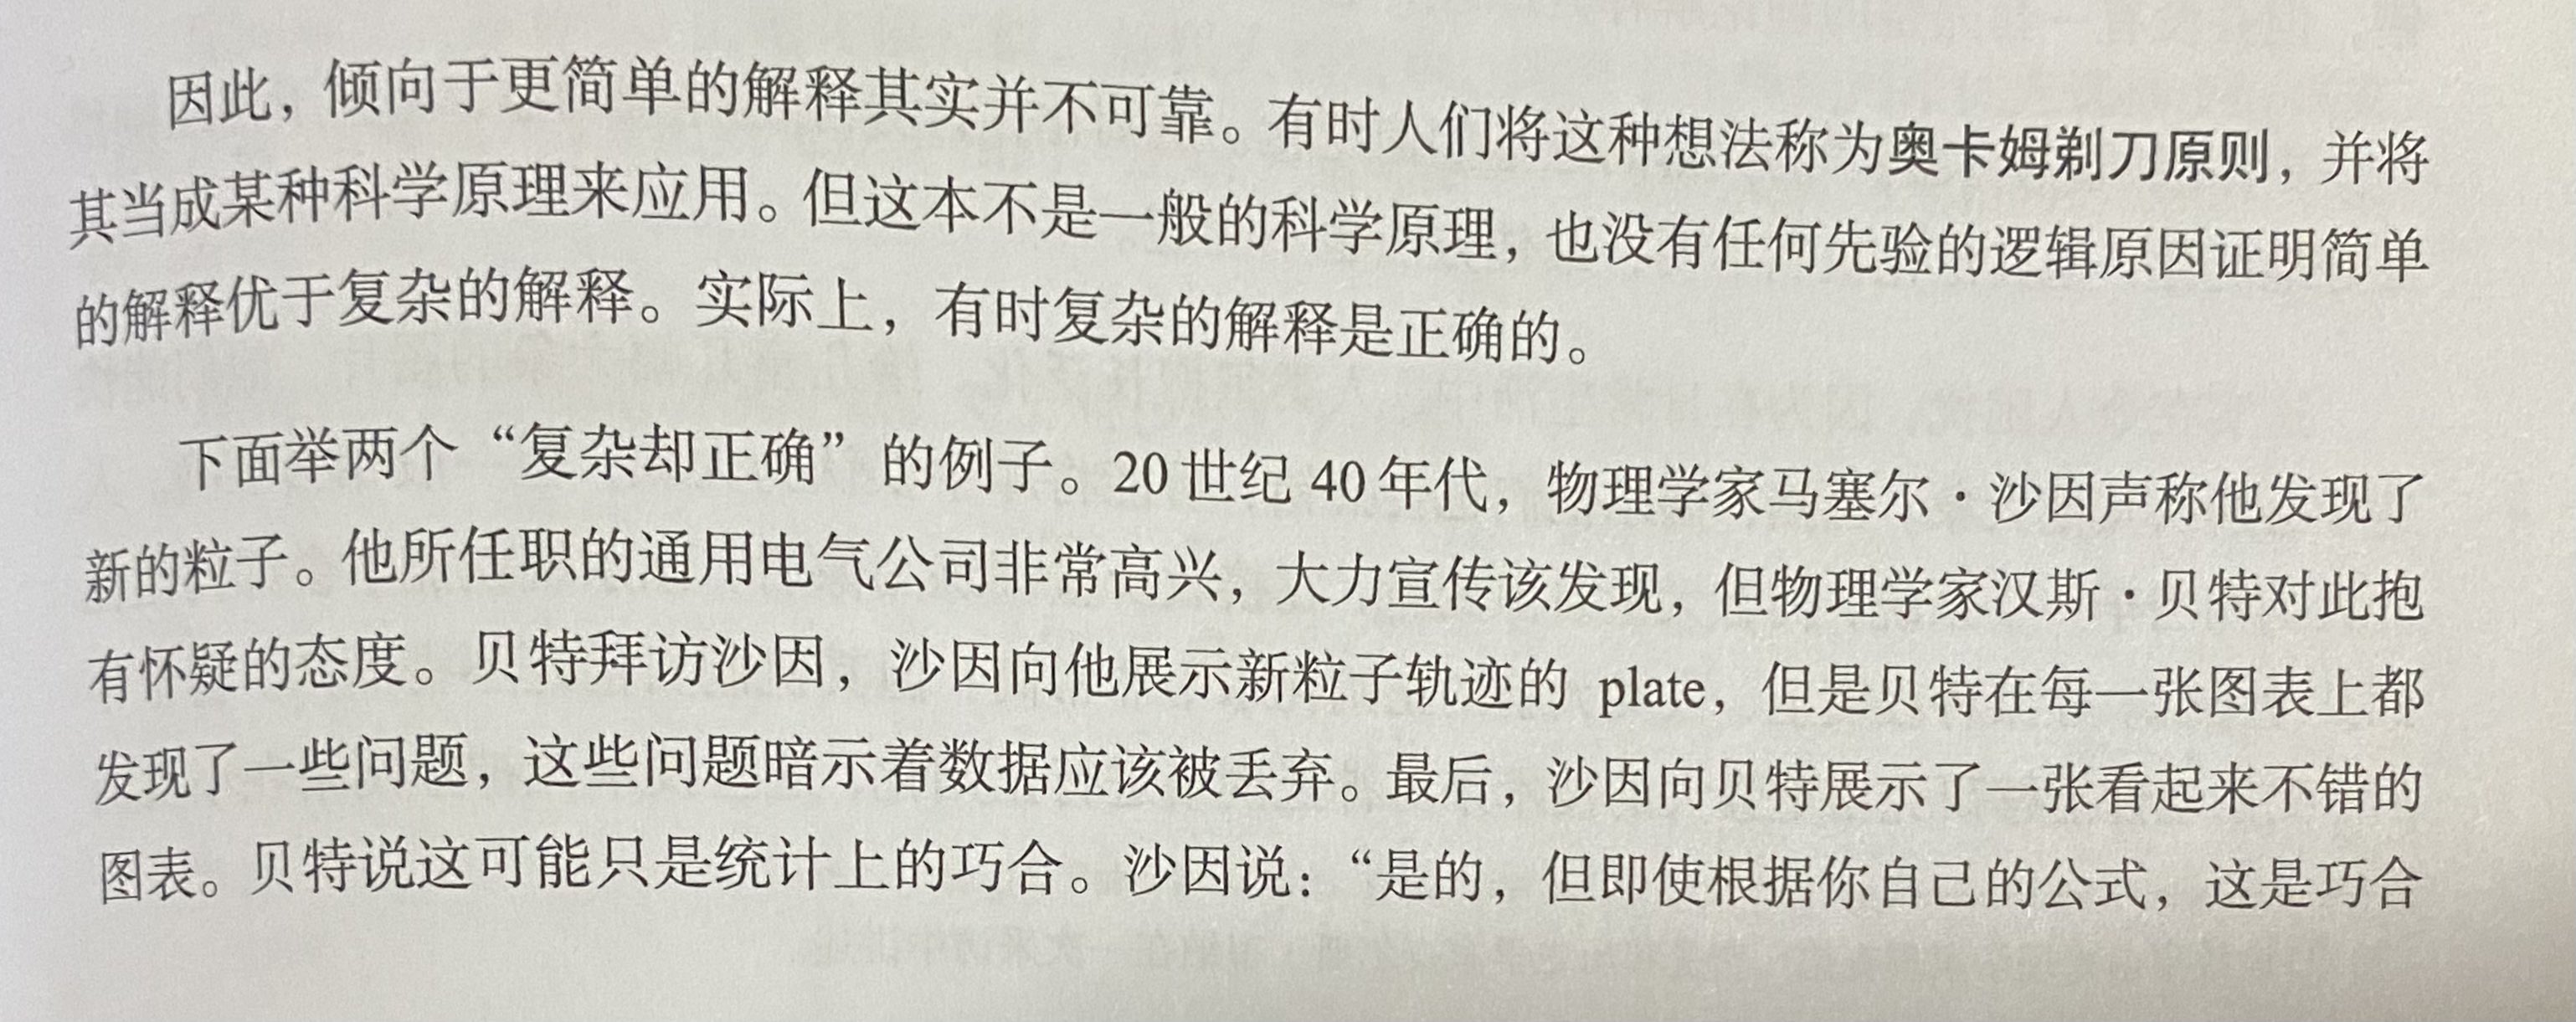 因此，倾向于更简单的解释其实并不可靠。有时人们将这种想法称为奥卡姆剃刀原则，并将
其当成某种科学原理来应用。但这本不是一般的科学原理，也没有任何先验的逻辑原因证明简单
的解释优于复杂的解释。实际上，有时复杂的解释是正确的。
下面举两个“复杂却正确”的例子。20世纪40年代，物理学家马塞尔·沙因声称他发现了
新的粒子。他所任职的通用电气公司非常高兴，大力宣传该发现，但物理学家汉斯·贝特对此抱
有怀疑的态度。贝特拜访沙因，沙因向他展示新粒子轨迹的 plate，但是贝特在每一张图表上都
发现了一些问题，这些问题暗示着数据应该被丢弃。最后，沙因向贝特展示了一张看起来不错的
图表。贝特说这可能只是统计上的巧合。沙因说：“是的，但即使根据你自己的公式，这是巧合